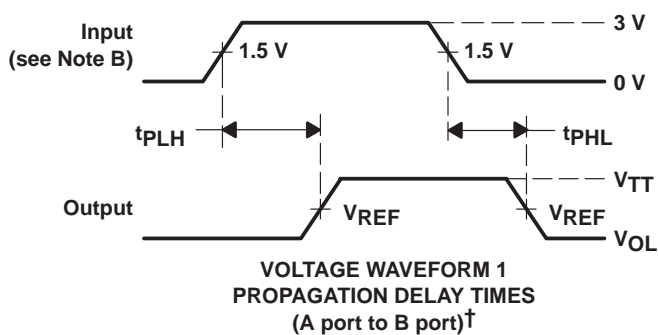 Input
(see Note B)
1.5 V
1.5 V
3 V
0 V
tPLH
tPHL
Output
VREF
VREF
VTT
VOL
VOLTAGE WAVEFORM 1
PROPAGATION DELAY TIMES
(A port to B port)†